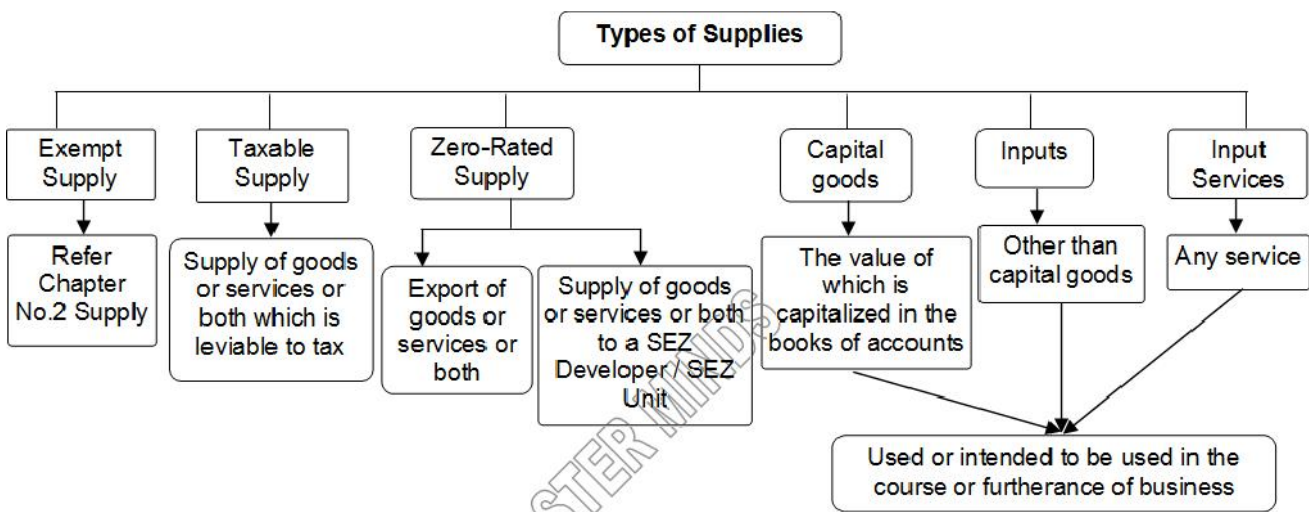 Types of Supplies
Exempt
Supply
Taxable
Supply
Zero-Rated
Supply
Capital
goods
Inputs
Input
Services
Refer
Chapter
No.2 Supply
Supply of goods
or services or
both which is
leviable to tax
Export of
goods or
services or
both
Supply of goods
or services or both
to a SEZ
Developer / SEZ
Unit
The value of
which is
capitalized in the
books of accounts
Other than
capital goods
Any service
Used or intended to be used in the
course or furtherance of business
STER MINDS